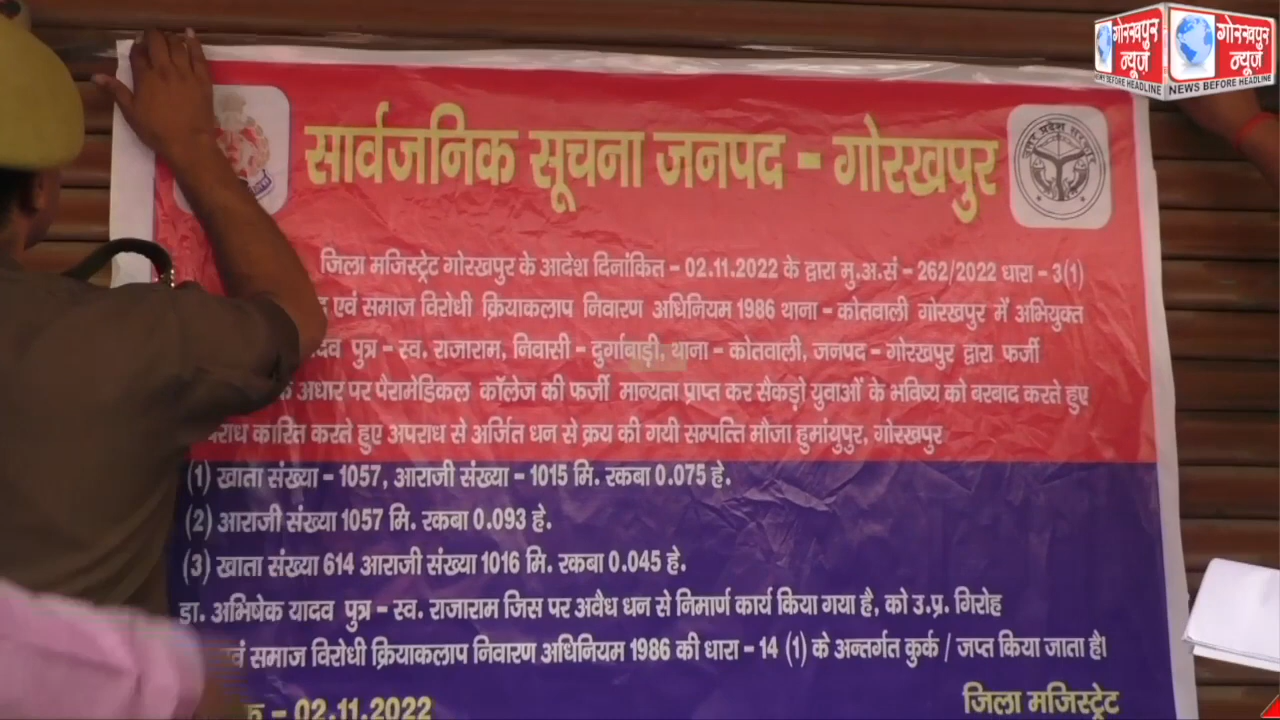 गोरखपुर न्यूज़ NEWS BEFORE HEADLINE
गोरखपुर न्यूज़ NEWS BEFORE HEADLINE
सार्वजनिक सूचना जनपद - गोरखपुर
उत्तर प्रदेश सरकार
जिला मजिस्ट्रेट गोरखपुर के आदेश दिनांकित - 02.11.2022 के द्वारा मु.अ.सं - 262/2022 धारा - 3(1)
एवं समाज विरोधी क्रियाकलाप निवारण अधिनियम 1986 थाना - कोतवाली गोरखपुर में अभियुक्त
पुत्र - स्व. राजाराम, निवासी - दुर्गाबाड़ी, थाना - कोतवाली, जनपद - गोरखपुर द्वारा फर्जी
अधार पर पैरामेडिकल कॉलेज की फर्जी मान्यता प्राप्त कर सैकड़ो युवाओं के भविष्य को बरवाद करते हुए
कारित करते हुए अपराध से अर्जित धन से क्रय की गयी सम्पत्ति मौजा हुमांयुपुर, गोरखपुर
(1) खाता संख्या - 1057, आराजी संख्या - 1015 मि. रकबा 0.075 हे.
(2) आराजी संख्या 1057 मि. रकबा 0.093 हे.
(3) खाता संख्या 614 आराजी संख्या 1016 मि. रकबा 0.045 हे.
डा. अभिषेक यादव पुत्र - स्व. राजाराम जिस पर अवैध धन से निमार्ण कार्य किया गया है, को उ.प्र. गिरोह
एवं समाज विरोधी क्रियाकलाप निवारण अधिनियम 1986 की धारा - 14 (1) के अन्तर्गत कुर्क / जप्त किया जाता है।
- 02.11.2022
जिला मजिस्ट्रेट